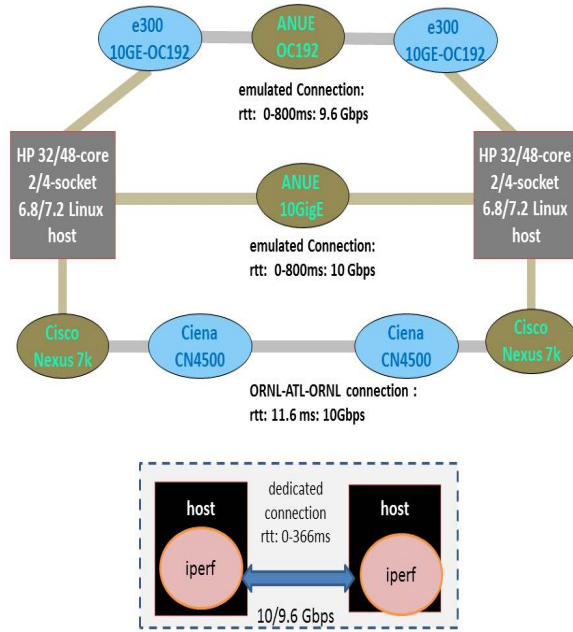 e300
10GE-OC192
ANUE
OC192
e300
10GE-OC192
emulated Connection:
rtt: 0-800ms: 9.6 Gbps
HP 32/48-core
2/4-socket
6.8/7.2 Linux
host
ANUE
10GigE
HP 32/48-core
2/4-socket
6.8/7.2 Linux
host
emulated Connection:
rtt: 0-800ms: 10 Gbps
Cisco
Nexus 7k
Ciena
CN4500
Ciena
CN4500
Cisco
Nexus 7k
ORNL-ATL-ORNL connection :
rtt: 11.6 ms: 10Gbps
host
iperf
dedicated
connection
rtt: 0-366ms
host
iperf
10/9.6 Gbps